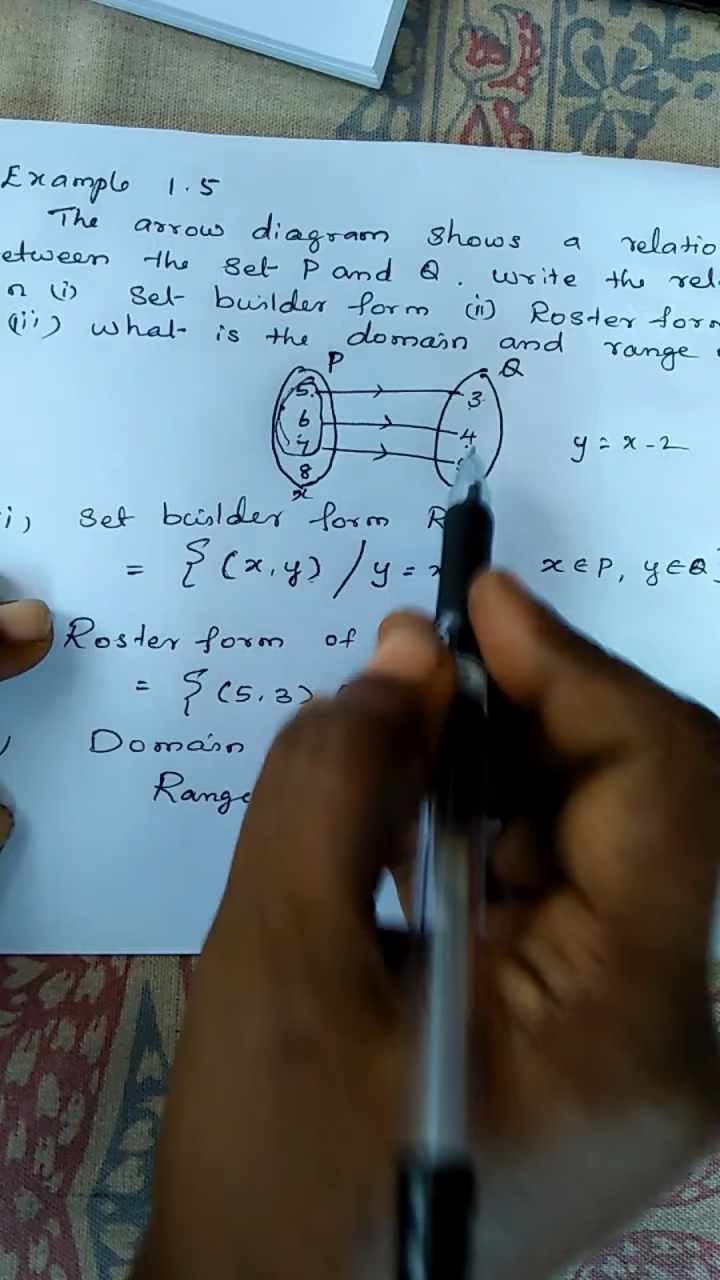 Example 1.5
The arrow diagram shows a relatio
etween the set P and Q. write the rel
n (i) set builder form (ii) Roster form
(ii) what is the domain and range
P Q
5 3
6 4 y = x - 2
7
8
x
i, set builder form R
= { (x,y) / y = x x ∈ P, y ∈ Q }
Roster form of
= { (5,3)
Domain
Range